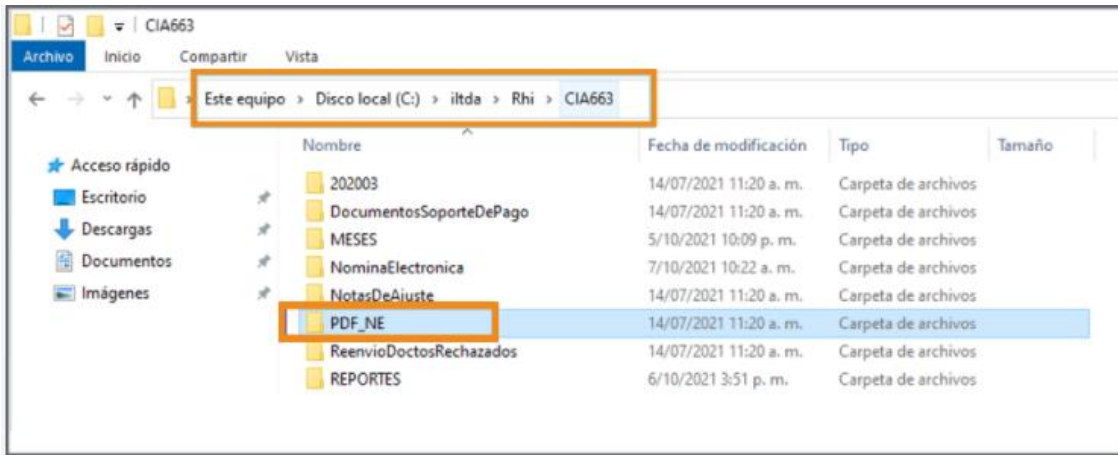 CIA663
Archivo Inicio Compartir Vista
Este equipo > Disco local (C:) > iltda > Rhi > CIA663
Nombre Fecha de modificación Tipo Tamaño
Acceso rápido
Escritorio
Descargas
Documentos
Imágenes
202003 14/07/2021 11:20 a. m. Carpeta de archivos
DocumentosSoporteDePago 14/07/2021 11:20 a. m. Carpeta de archivos
MESES 5/10/2021 10:09 p. m. Carpeta de archivos
NominaElectronica 7/10/2021 10:22 a. m. Carpeta de archivos
NotasDeAjuste 14/07/2021 11:20 a. m. Carpeta de archivos
PDF_NE 14/07/2021 11:20 a. m. Carpeta de archivos
ReenvioDoctosRechazados 14/07/2021 11:20 a. m. Carpeta de archivos
REPORTES 6/10/2021 3:51 p. m. Carpeta de archivos